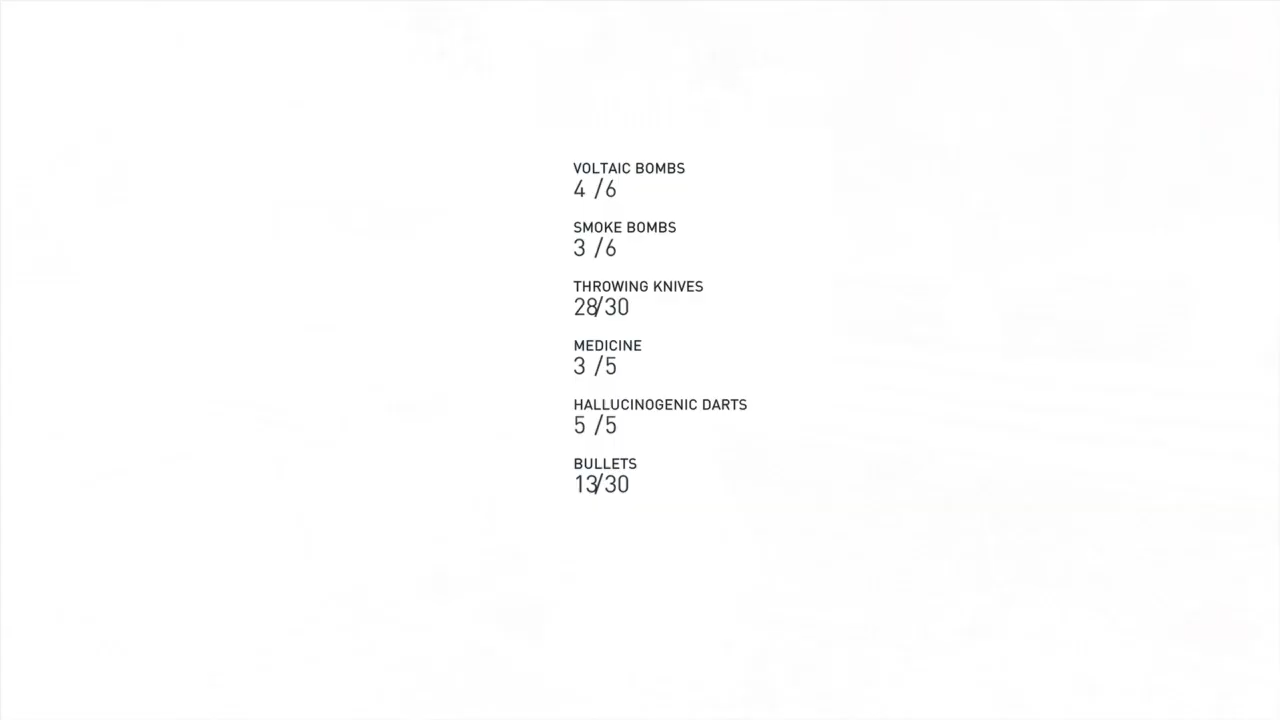 VOLTAIC BOMBS
4 /6
SMOKE BOMBS
3 /6
THROWING KNIVES
28/30
MEDICINE
3 /5
HALLUCINOGENIC DARTS
5 /5
BULLETS
13/30